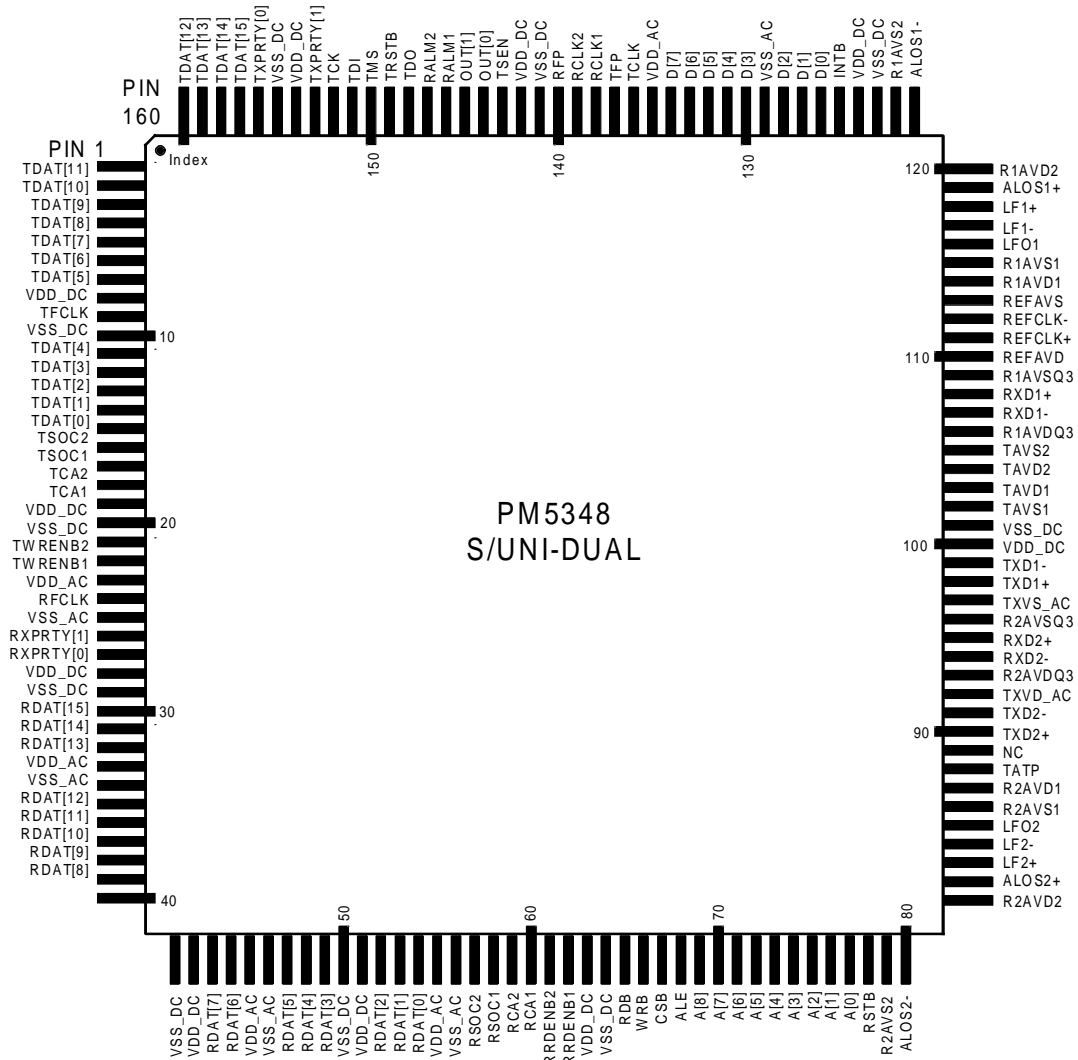 PIN
160
TDAT[12]
TDAT[13]
TDAT[14]
TDAT[15]
TXPRTY[0]
VSS_DC
VDD_DC
TXPRTY[1]
TCK
TDI
TMS
TRSTB
TDO
RALM2
RALM1
OUT[1]
OUT[0]
TSEN
VDD_DC
VSS_DC
RFP
RCLK2
RCLK1
TFP
TCLK
VDD_AC
D[7]
D[6]
D[5]
D[4]
D[3]
VSS_AC
D[2]
D[1]
D[0]
INTB
VDD_DC
VSS_DC
R1AVS2
ALOS1-
150
140
130
PIN 1
Index
TDAT[11]
TDAT[10]
TDAT[9]
TDAT[8]
TDAT[7]
TDAT[6]
TDAT[5]
VDD_DC
TFCLK
VSS_DC
TDAT[4]
TDAT[3]
TDAT[2]
TDAT[1]
TDAT[0]
TSOC2
TSOC1
TCA2
TCA1
VDD_DC
VSS_DC
TWRENB2
TWRENB1
VDD_AC
RFCLK
VSS_AC
RXPRTY[1]
RXPRTY[0]
VDD_DC
VSS_DC
RDAT[15]
RDAT[14]
RDAT[13]
VDD_AC
VSS_AC
RDAT[12]
RDAT[11]
RDAT[10]
RDAT[9]
RDAT[8]
10
20
30
40
PM5348
S/UNI-DUAL
120
110
100
90
R1AVD2
ALOS1+
LF1+
LF1-
LFO1
R1AVS1
R1AVD1
REFAVS
REFCLK-
REFCLK+
REFAVD
R1AVSQ3
RXD1+
RXD1-
R1AVDQ3
TAVS2
TAVD2
TAVD1
TAVS1
VSS_DC
VDD_DC
TXD1-
TXD1+
TXVS_AC
R2AVSQ3
RXD2+
RXD2-
R2AVDQ3
TXVD_AC
TXD2-
TXD2+
NC
TATP
R2AVD1
R2AVS1
LFO2
LF2-
LF2+
ALOS2+
R2AVD2
50
60
70
80
VSS_DC
VDD_DC
RDAT[7]
RDAT[6]
VDD_AC
VSS_AC
RDAT[5]
RDAT[4]
RDAT[3]
VSS_DC
VDD_DC
RDAT[2]
RDAT[1]
RDAT[0]
VDD_AC
VSS_AC
RSOC2
RSOC1
RCA2
RCA1
RRDENB2
RRDENB1
VDD_DC
VSS_DC
RDB
WRB
CSB
ALE
A[8]
A[7]
A[6]
A[5]
A[4]
A[3]
A[2]
A[1]
A[0]
RSTB
R2AVS2
ALOS2-